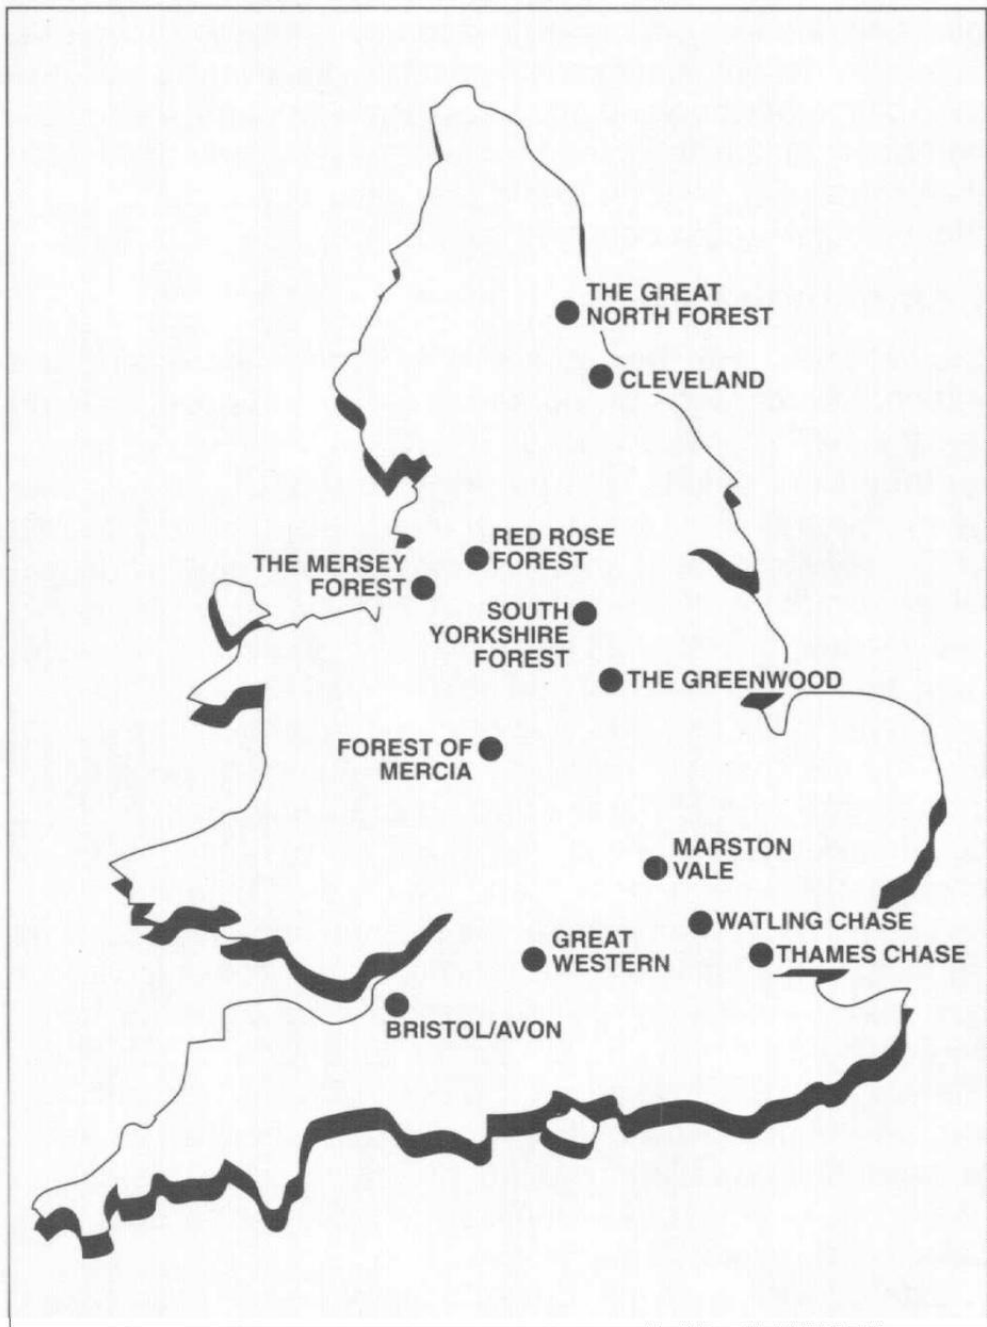 THE GREAT
NORTH FOREST
CLEVELAND
RED ROSE
FOREST
THE MERSEY
FOREST
SOUTH
YORKSHIRE
FOREST
THE GREENWOOD
FOREST OF
MERCIA
MARSTON
VALE
WATLING CHASE
GREAT
WESTERN
THAMES CHASE
BRISTOL/AVON